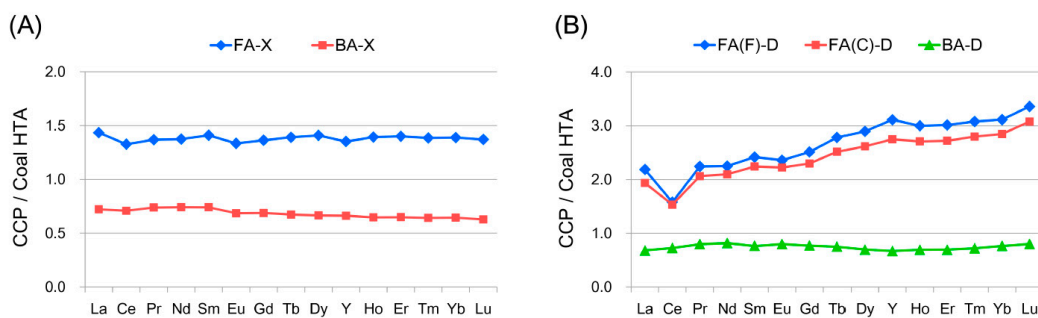 (A)
FA-X BA-X
CCP / Coal HTA
2.0
1.5
1.0
0.5
0.0
La Ce Pr Nd Sm Eu Gd Tb Dy Y Ho Er Tm Yb Lu
(B)
FA(F)-D FA(C)-D BA-D
CCP / Coal HTA
4.0
3.0
2.0
1.0
0.0
La Ce Pr Nd Sm Eu Gd Tb Dy Y Ho Er Tm Yb Lu